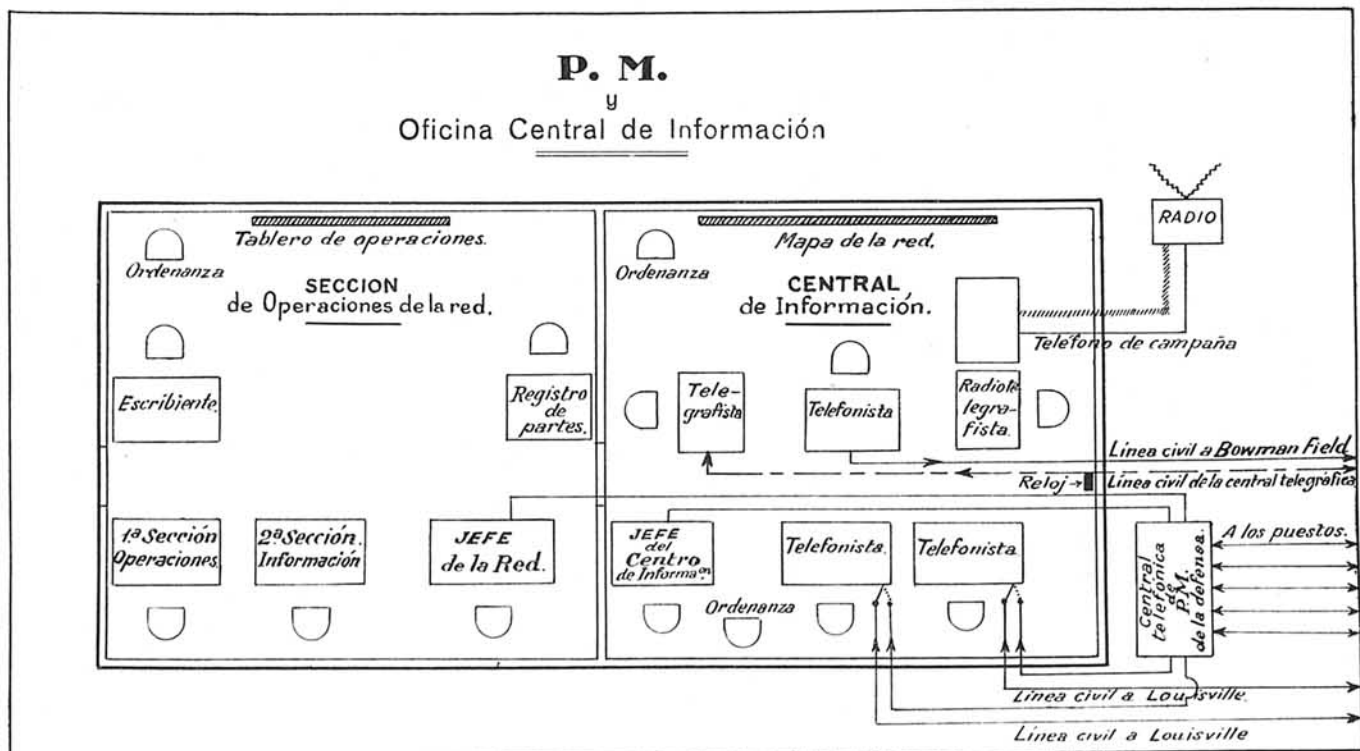 P. M.
y
Oficina Central de Información
RADIO
Tablero de operaciones.
Ordenanza
SECCION
de Operaciones de la red.
Escribiente.
Registro
de
partes.
1.ª Sección
Operaciones.
2ª Sección.
Información
JEFE
de la Red.
Mapa de la red.
Ordenanza
CENTRAL
de Información.
Teléfono de campaña
Tele-
grafista
Telefonista
Radiote
legra-
fista.
Línea civil a Bowman Field
Reloj→
Línea civil de la central telegráfica
JEFE
del
Centro
de Informaᵒⁿ.
Telefonista.
Telefonista.
Ordenanza
Central
telefónica
de
P.M.
de la defensa.
A los puestos.
Línea civil a Louisville.
Línea civil a Louisville